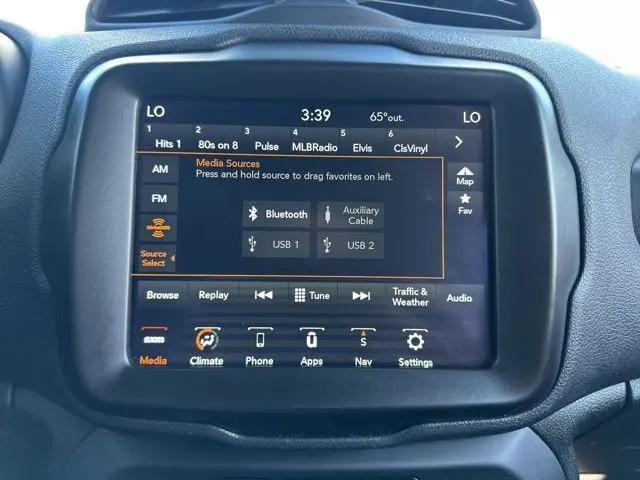 LO 3:39 65° out. LO
1 2 3 4 5 6
Hits 1 80s on 8 Pulse MLBRadio Elvis ClsVinyl
Media Sources
Press and hold source to drag favorites on left.
AM
FM
Source
Select
Bluetooth
Auxiliary
Cable
USB 1 USB 2
Map
Fav
Browse Replay Tune Traffic &
Weather Audio
S
Media Climate Phone Apps Nav Settings